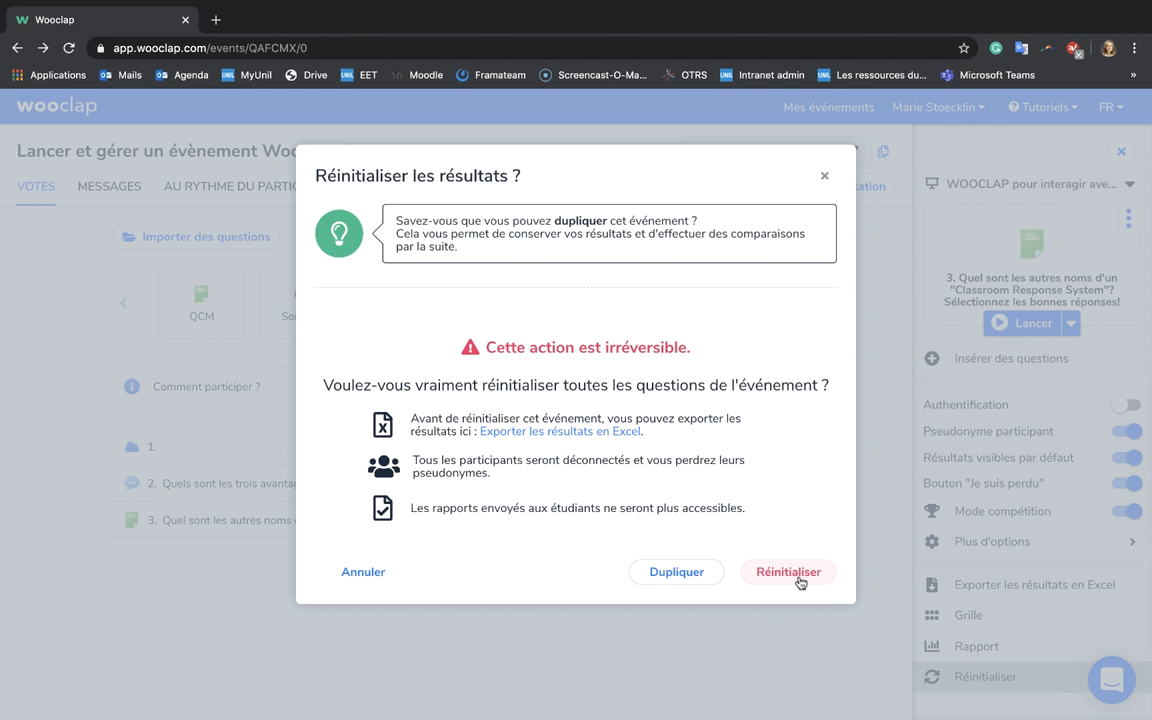 Wooclap
app.wooclap.com/events/QAFCMX/0
Applications Mails Agenda MyUnil Drive EET Moodle Framateam Screencast-O-Ma... OTRS Intranet admin Les ressources du... Microsoft Teams »
wooclap
Mes événements Marie Stoecklin Tutoriels FR
Lancer et gérer un évènement Woo
VOTES MESSAGES AU RYTHME DU PARTIC
tation
Importer des questions
QCM
Son
Comment participer ?
1.
2. Quels sont les trois avanta
3. Quel sont les autres noms
Réinitialiser les résultats ?
Savez-vous que vous pouvez dupliquer cet événement ?
Cela vous permet de conserver vos résultats et d'effectuer des comparaisons
par la suite.
Cette action est irréversible.
Voulez-vous vraiment réinitialiser toutes les questions de l'événement ?
Avant de réinitialiser cet événement, vous pouvez exporter les
résultats ici : Exporter les résultats en Excel.
Tous les participants seront déconnectés et vous perdrez leurs
pseudonymes.
Les rapports envoyés aux étudiants ne seront plus accessibles.
Annuler Dupliquer Réinitialiser
WOOCLAP pour interagir ave...
3. Quel sont les autres noms d'un
"Classroom Response System"?
Sélectionnez les bonnes réponses!
Lancer
Insérer des questions
Authentification
Pseudonyme participant
Résultats visibles par défaut
Bouton "Je suis perdu"
Mode compétition
Plus d'options
Exporter les résultats en Excel
Grille
Rapport
Réinitialiser